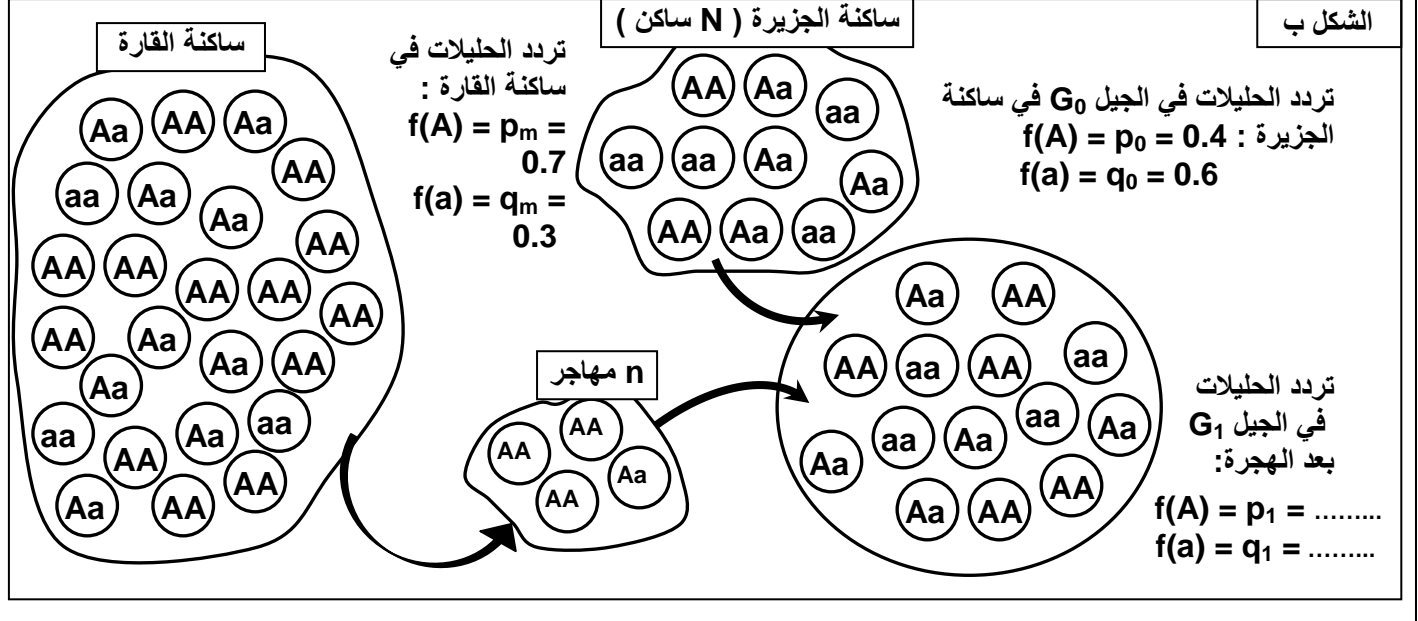 الشكل ب
ساكنة الجزيرة ( N ساكن )
ساكنة القارة
تردد الحليلات في
ساكنة القارة :
f(A) = pm =
0.7
f(a) = qm =
0.3
تردد الحليلات في الجيل G0 في ساكنة
الجزيرة : f(A) = p0 = 0.4
f(a) = q0 = 0.6
Aa AA Aa
AA
aa Aa
Aa
AA
AA AA
AA AA
AA
AA Aa
Aa AA
Aa
aa Aa aa
AA
AA
Aa AA
AA Aa
aa
aa aa Aa
Aa
AA Aa aa
n مهاجر
AA AA
Aa
AA
Aa AA
aa
AA aa AA
aa
Aa
aa Aa
Aa
AA
Aa AA
تردد الحليلات
في الجيل G1
بعد الهجرة:
f(A) = p1 = .........
f(a) = q1 = .........